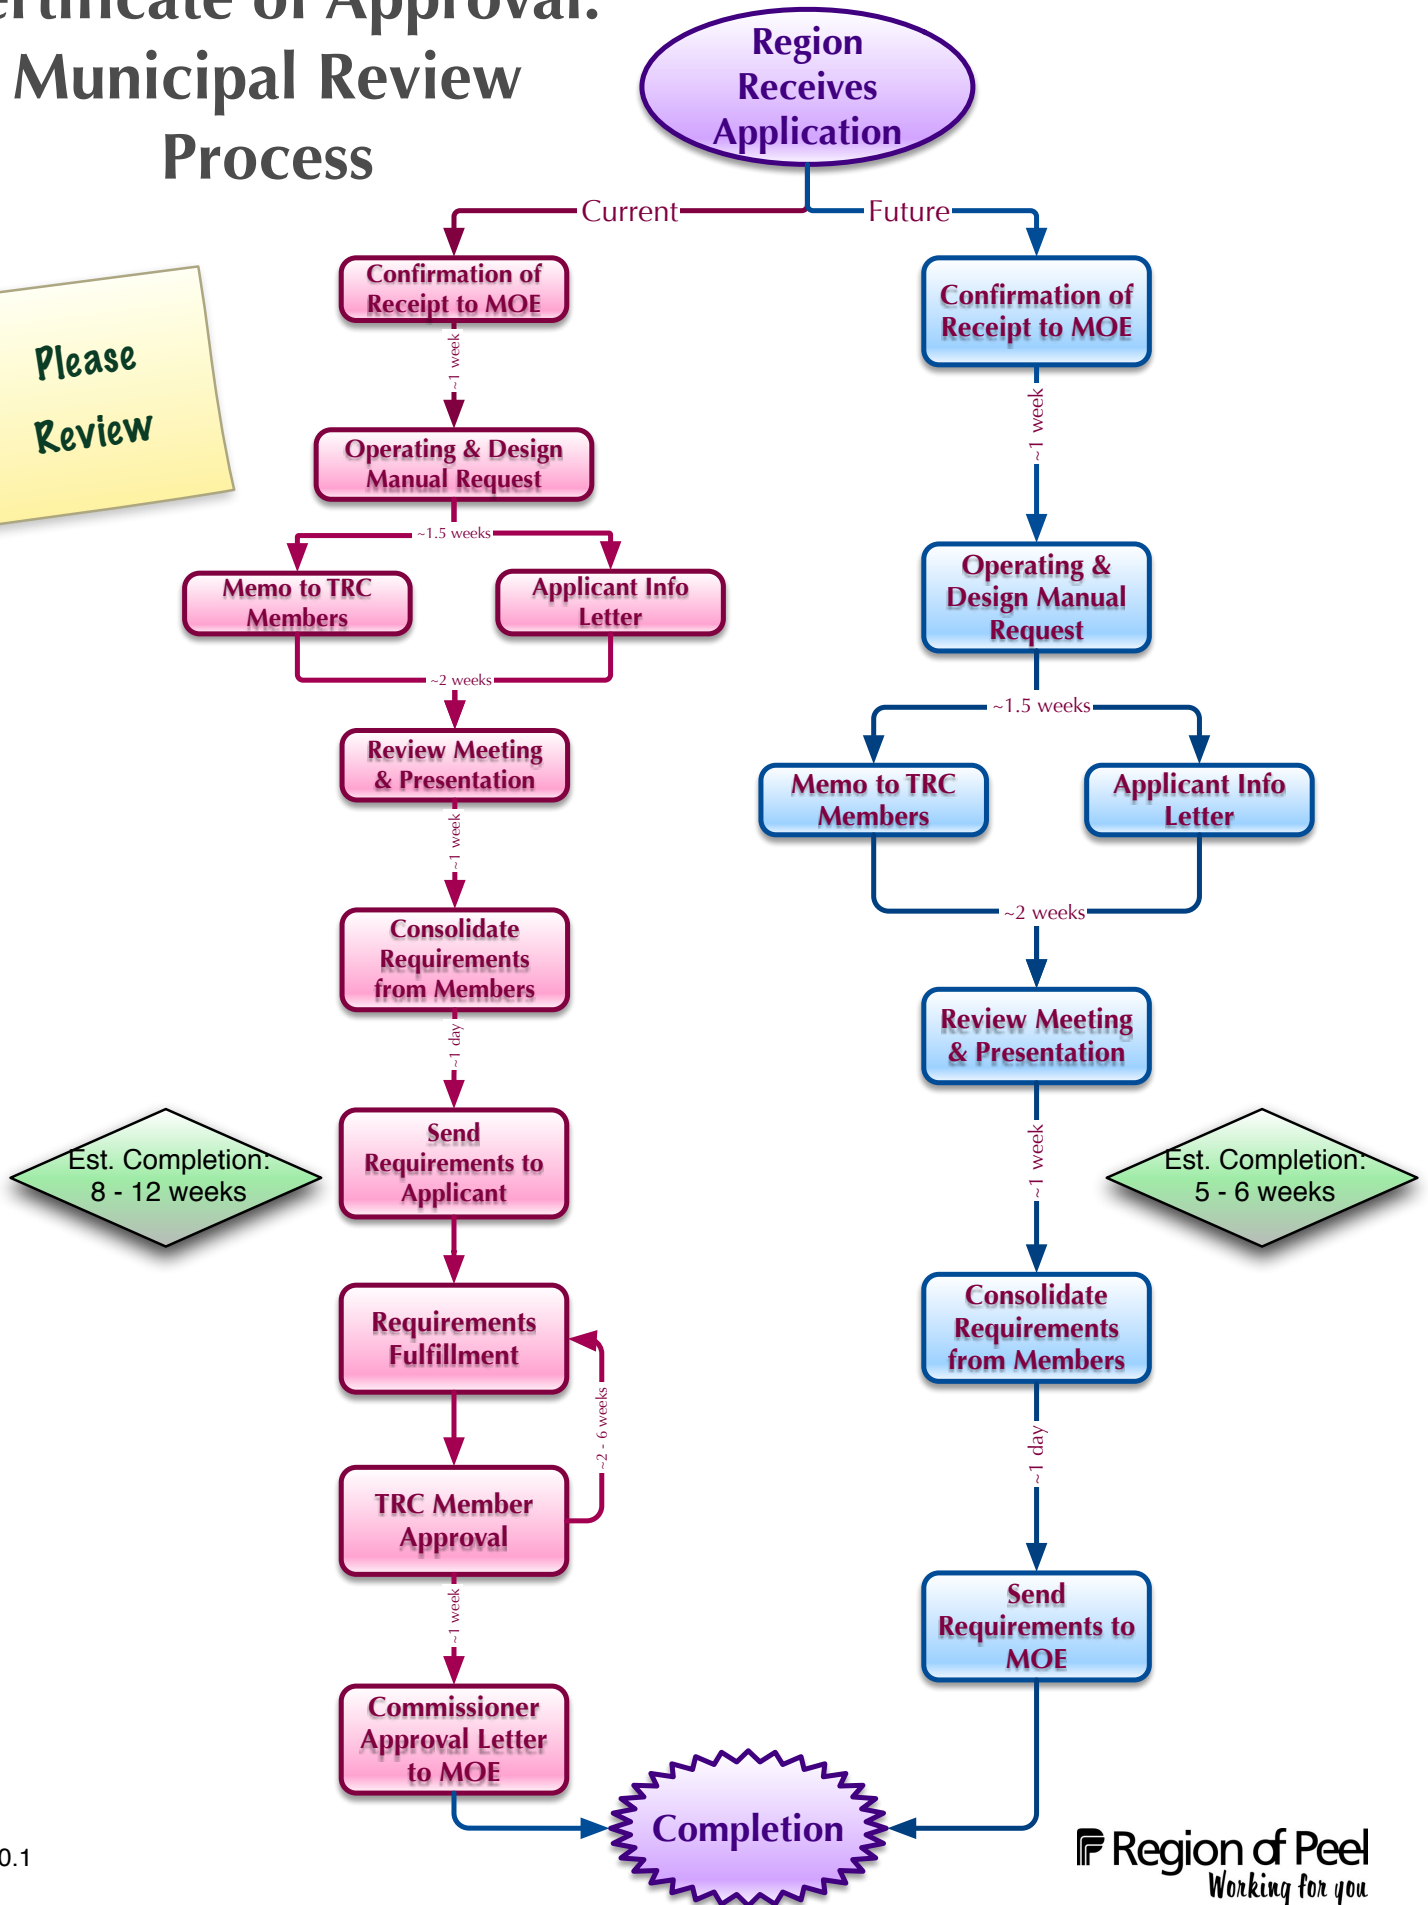 ertificate of Approval:
Municipal Review
Process
Region
Receives
Application
Current
Future
Please
Review
Confirmation of
Receipt to MOE
~1 week
Operating & Design
Manual Request
~1.5 weeks
Memo to TRC
Members
Applicant Info
Letter
~2 weeks
Review Meeting
& Presentation
~1 week
Consolidate
Requirements
from Members
~1 day
Send
Requirements to
Applicant
Est. Completion:
8 - 12 weeks
Requirements
Fulfillment
~2 - 6 weeks
TRC Member
Approval
~1 week
Commissioner
Approval Letter
to MOE
Confirmation of
Receipt to MOE
~1 week
Operating &
Design Manual
Request
~1.5 weeks
Memo to TRC
Members
Applicant Info
Letter
~2 weeks
Review Meeting
& Presentation
~1 week
Est. Completion:
5 - 6 weeks
Consolidate
Requirements
from Members
~1 day
Send
Requirements to
MOE
Completion
0.1
Region of Peel
Working for you